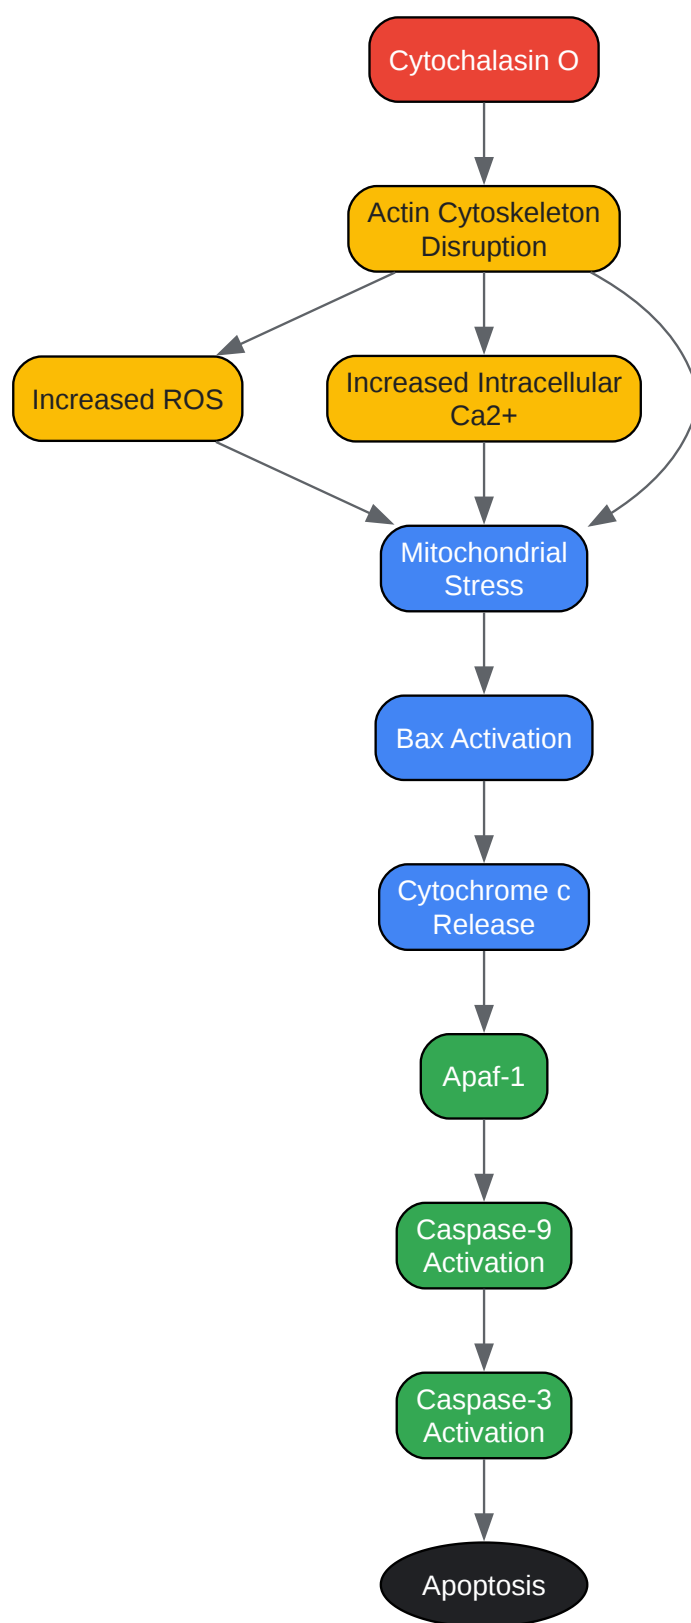 Cytochalasin O
Actin Cytoskeleton
Disruption
Increased ROS
Increased Intracellular
Ca2+
Mitochondrial
Stress
Bax Activation
Cytochrome c
Release
Apaf-1
Caspase-9
Activation
Caspase-3
Activation
Apoptosis